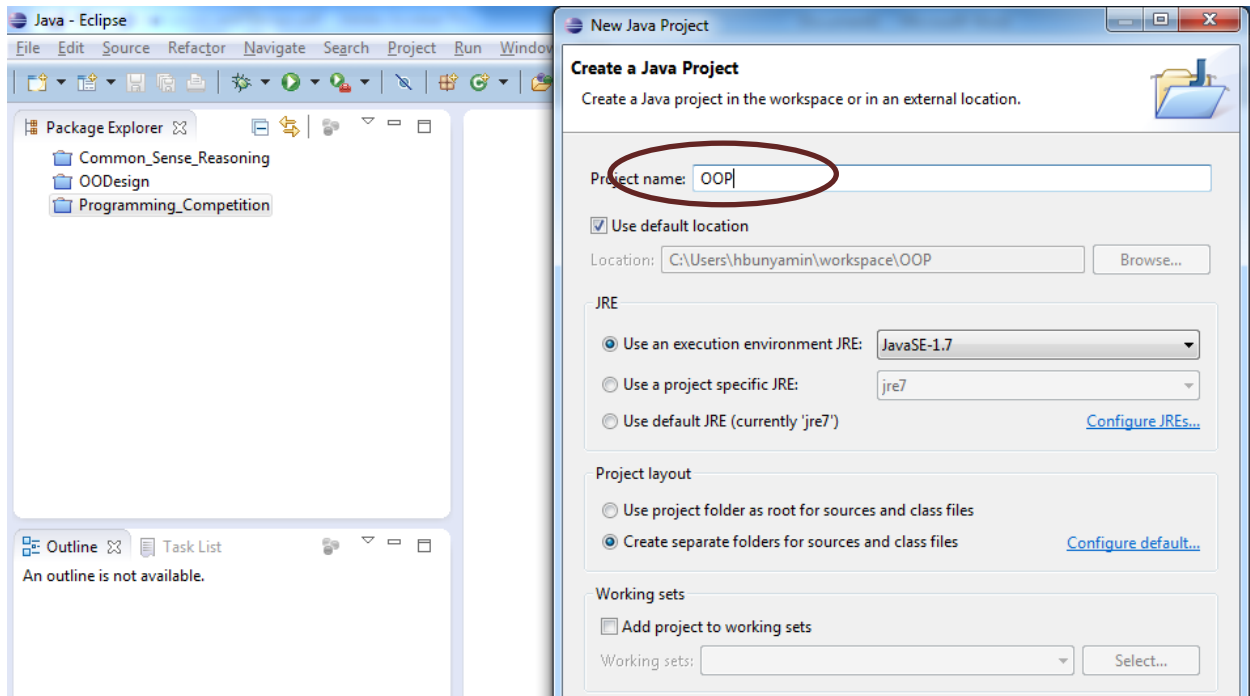 Java - Eclipse
File Edit Source Refactor Navigate Search Project Run Window
Package Explorer
Common_Sense_Reasoning
OODesign
Programming_Competition
Outline
Task List
An outline is not available.
New Java Project
Create a Java Project
Create a Java project in the workspace or in an external location.
Project name: OOP
Use default location
Location: C:\Users\hbunyamin\workspace\OOP Browse...
JRE
Use an execution environment JRE: JavaSE-1.7
Use a project specific JRE: jre7
Use default JRE (currently 'jre7') Configure JREs...
Project layout
Use project folder as root for sources and class files
Create separate folders for sources and class files Configure default...
Working sets
Add project to working sets
Working sets: Select...